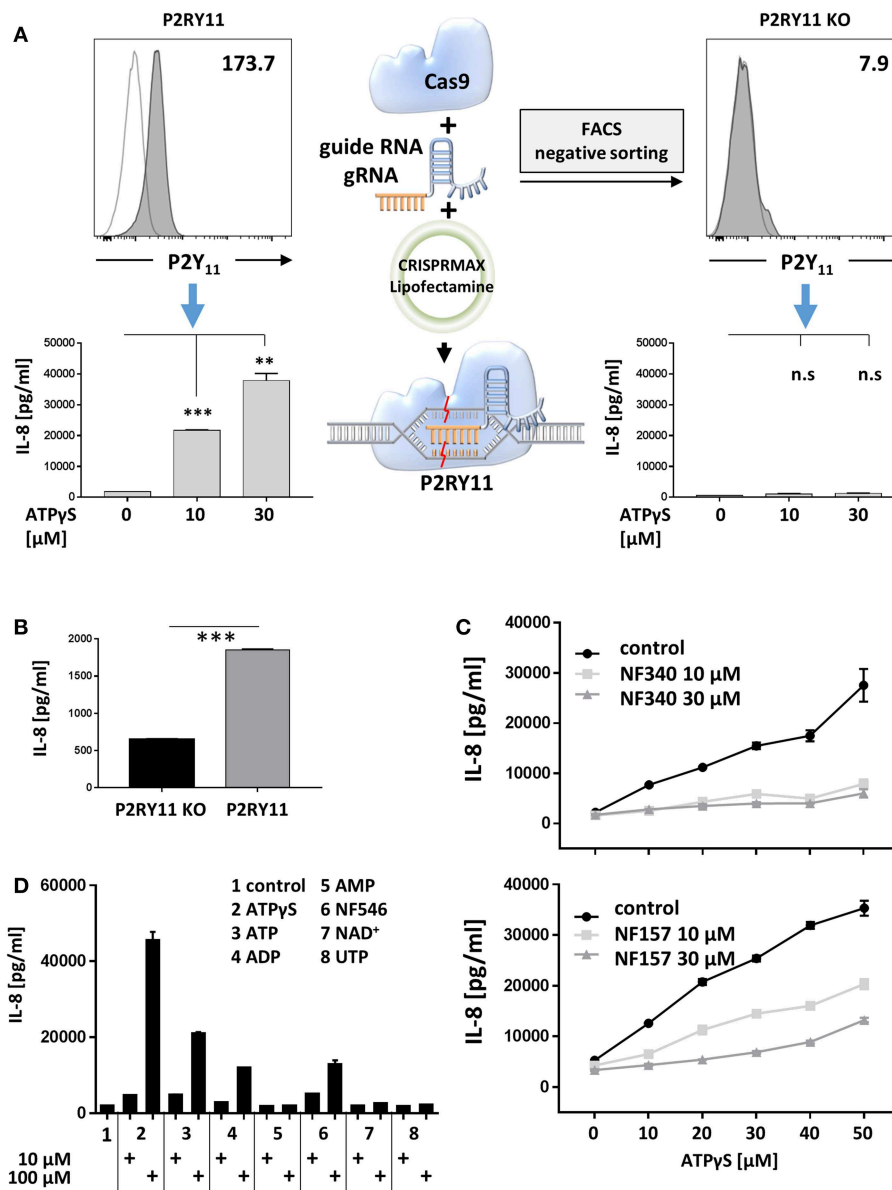 A
P2RY11
173.7
P2Y11
50000
40000
30000
20000
10000
0
IL-8 [pg/ml]
***
**
ATPγS
[μM]
0 10 30
Cas9
+
guide RNA
gRNA
+
CRISPRMAX
Lipofectamine
P2RY11
FACS
negative sorting
P2RY11 KO
7.9
P2Y11
50000
40000
30000
20000
10000
0
IL-8 [pg/ml]
n.s n.s
ATPγS
[μM]
0 10 30
B
2000
1500
1000
500
0
IL-8 [pg/ml]
***
P2RY11 KO P2RY11
C
40000
30000
20000
10000
0
IL-8 [pg/ml]
control
NF340 10 μM
NF340 30 μM
40000
30000
20000
10000
0
IL-8 [pg/ml]
control
NF157 10 μM
NF157 30 μM
0 10 20 30 40 50
ATPγS [μM]
D
60000
40000
20000
0
IL-8 [pg/ml]
1 control 5 AMP
2 ATPγS 6 NF546
3 ATP 7 NAD+
4 ADP 8 UTP
1 2 3 4 5 6 7 8
10 μM + + + + + + +
100 μM + + + + + + +